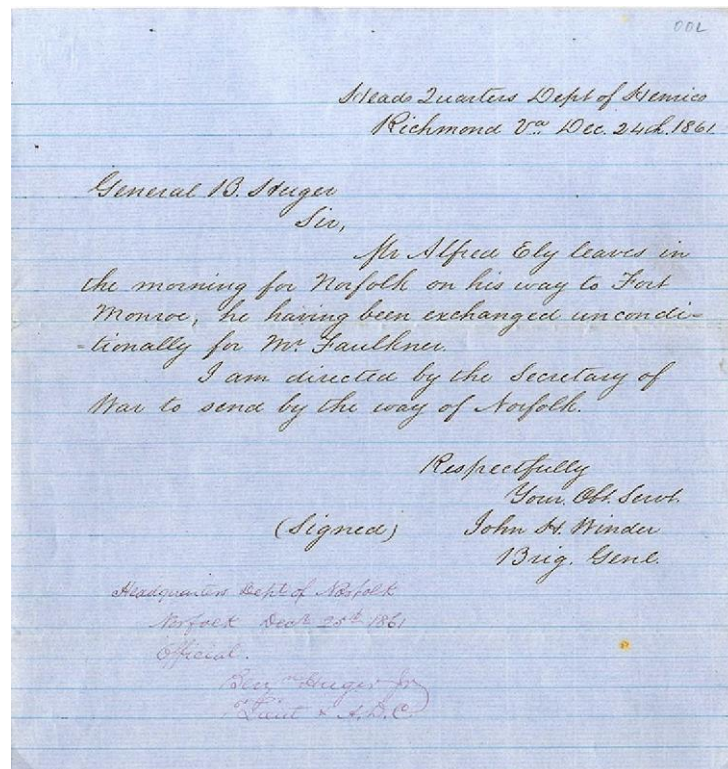 002
Head Quarters Dept of Henrico
Richmond Va Dec. 24th. 1861
General B. Huger
Sir,
Mr Alfred Ely leaves in
the morning for Norfolk on his way to Fort
Monroe, he having been exchanged uncondi-
-tionally for Mr. Faulkner.
I am directed by the Secretary of
War to send by the way of Norfolk.
Respectfully
Your. Obt. Servt.
(Signed) John H. Winder
Brig. Genl.
Headquarters Dept. of Norfolk
Norfolk Decr. 25th 1861
Official.
Benjn Huger Jr
Lieut & A.D.C.